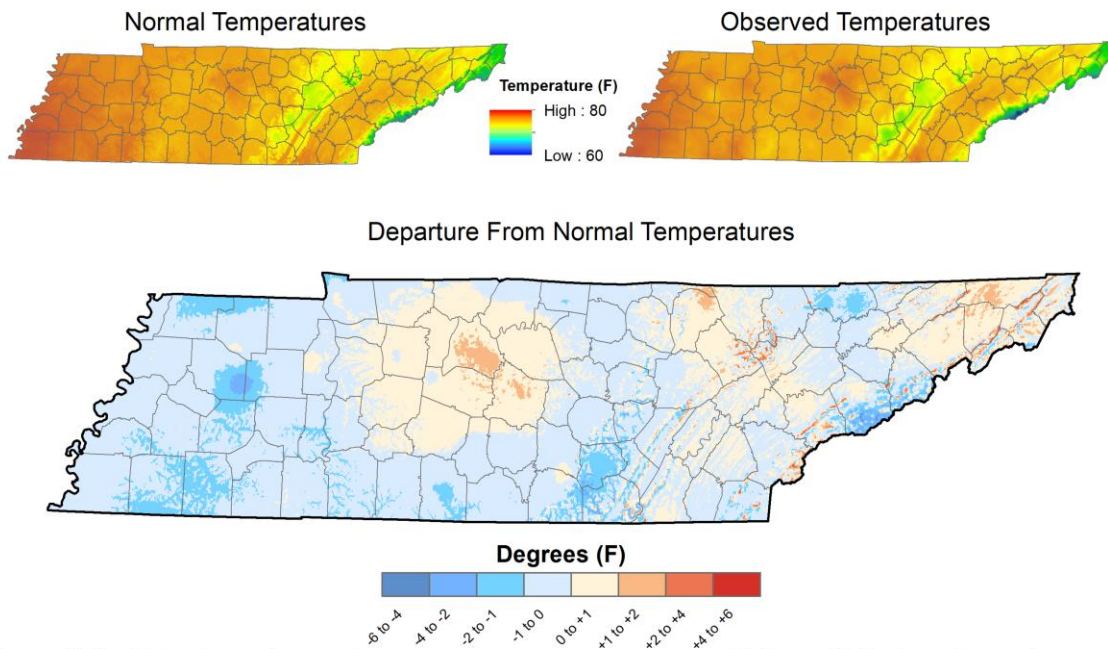 Normal Temperatures
Observed Temperatures
Temperature (F)
High : 80
Low : 60
Departure From Normal Temperatures
Degrees (F)
-6 to -4
-4 to -2
-2 to -1
-1 to 0
0 to +1
+1 to +2
+2 to +4
+4 to +6